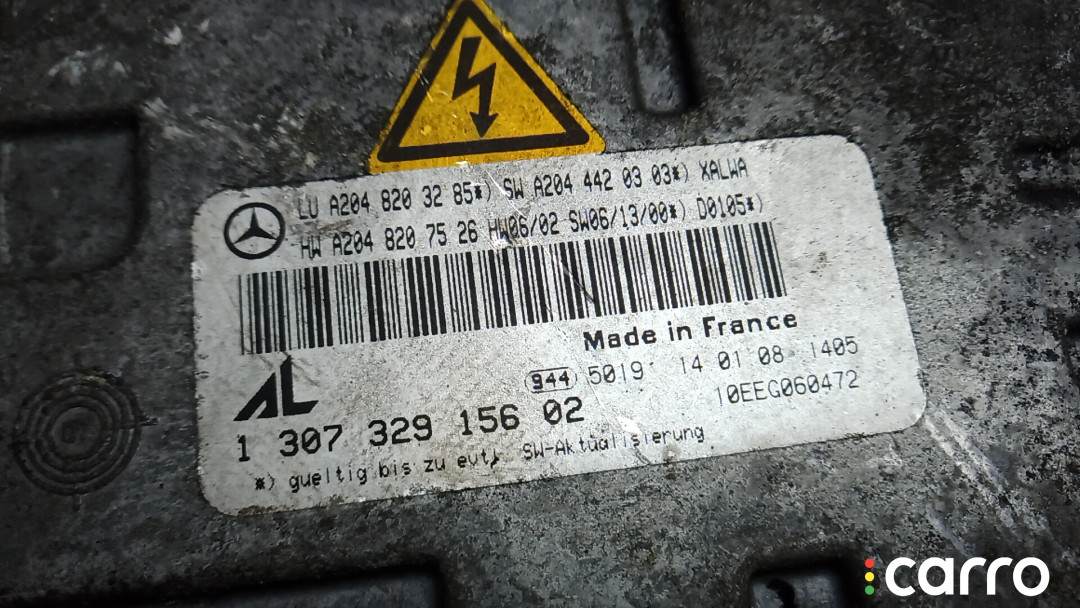 LU A204 820 32 85*) SW A204 442 03 03*) XALWA
HW A204 820 75 26 HW06/02 SW06/13/00*) D0105*)
Made in France
944 5019 14 01 08 1405
AL
1 307 329 156 02 10EEG060472
*) gueltig bis zu evt. SW-Aktualisierung
carro